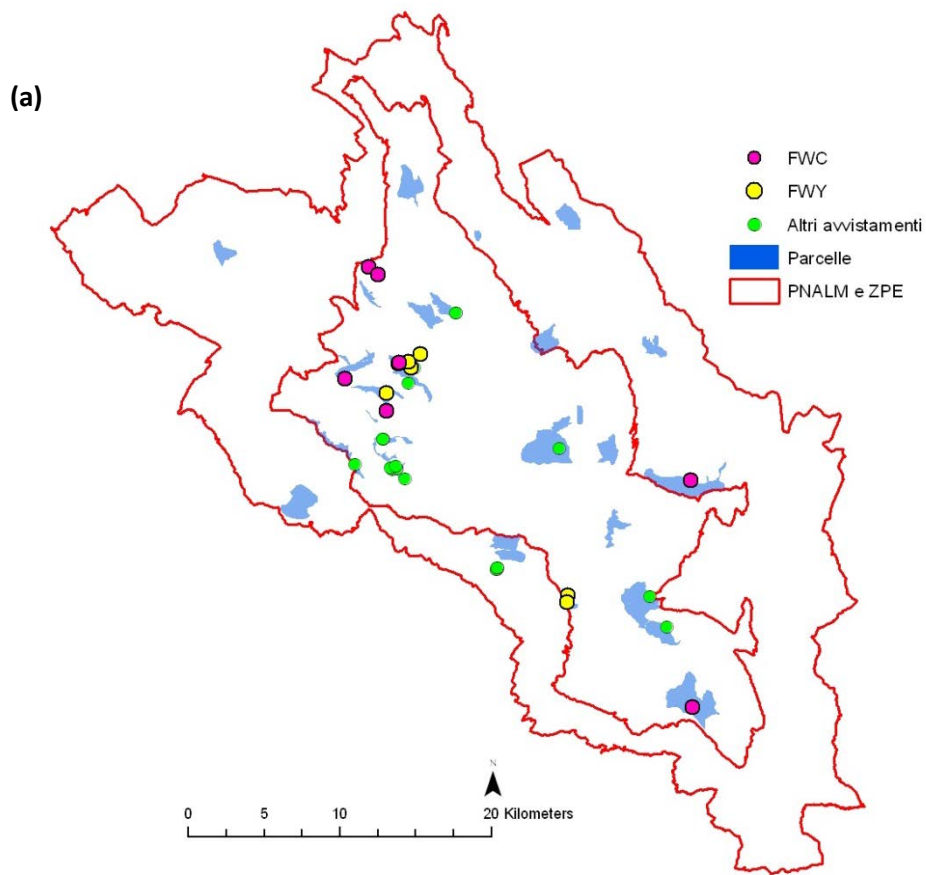 (a)
FWC
FWY
Altri avvistamenti
Parcelle
PNALM e ZPE
N
0 5 10 20 Kilometers